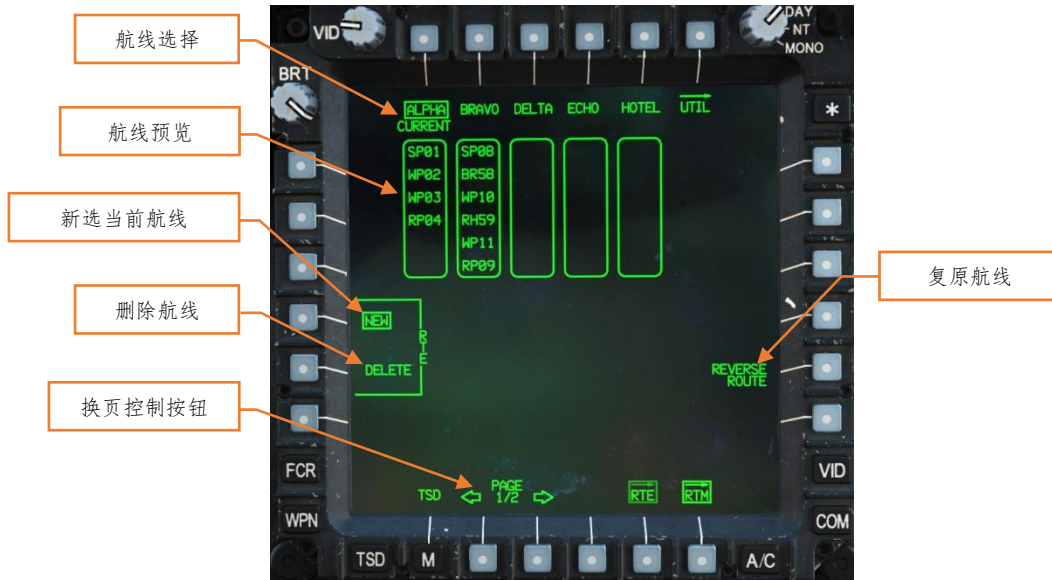 航线选择
航线预览
新选当前航线
删除航线
换页控制按钮
复原航线
VID
DAY
NT
MONO
BRT
*
ALPHA BRAVO DELTA ECHO HOTEL UTIL
CURRENT
SP01 SP08
WP02 BR58
WP03 WP10
RP04 RH59
WP11
RP09
NEW
RTE
DELETE
REVERSE
ROUTE
PAGE
TSD 1/2 RTE RTM
FCR
VID
WPN
COM
TSD M A/C